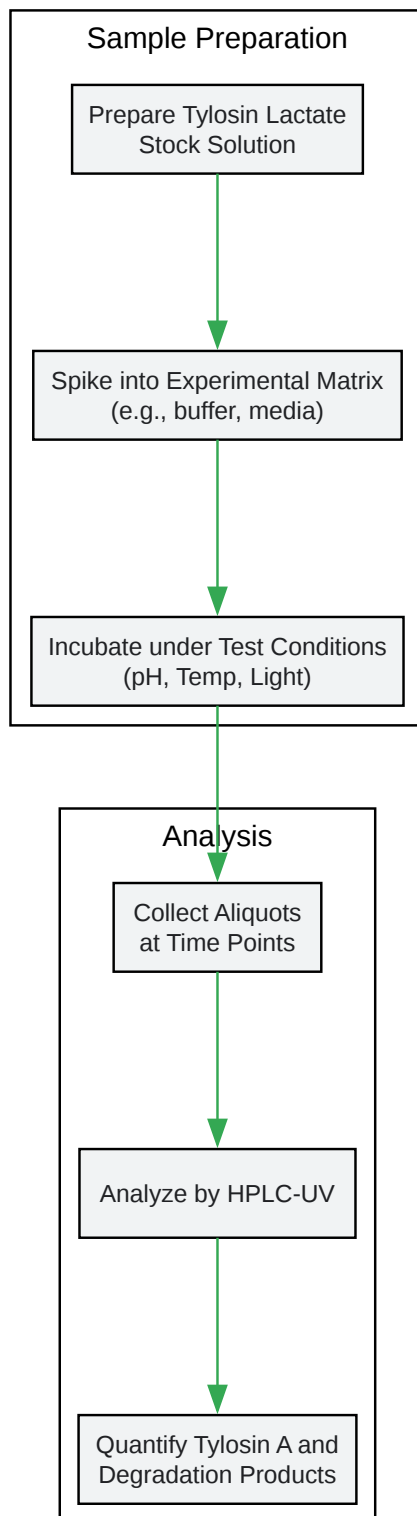 Sample Preparation
Prepare Tylosin Lactate
Stock Solution
Spike into Experimental Matrix
(e.g., buffer, media)
Incubate under Test Conditions
(pH, Temp, Light)
Analysis
Collect Aliquots
at Time Points
Analyze by HPLC-UV
Quantify Tylosin A and
Degradation Products